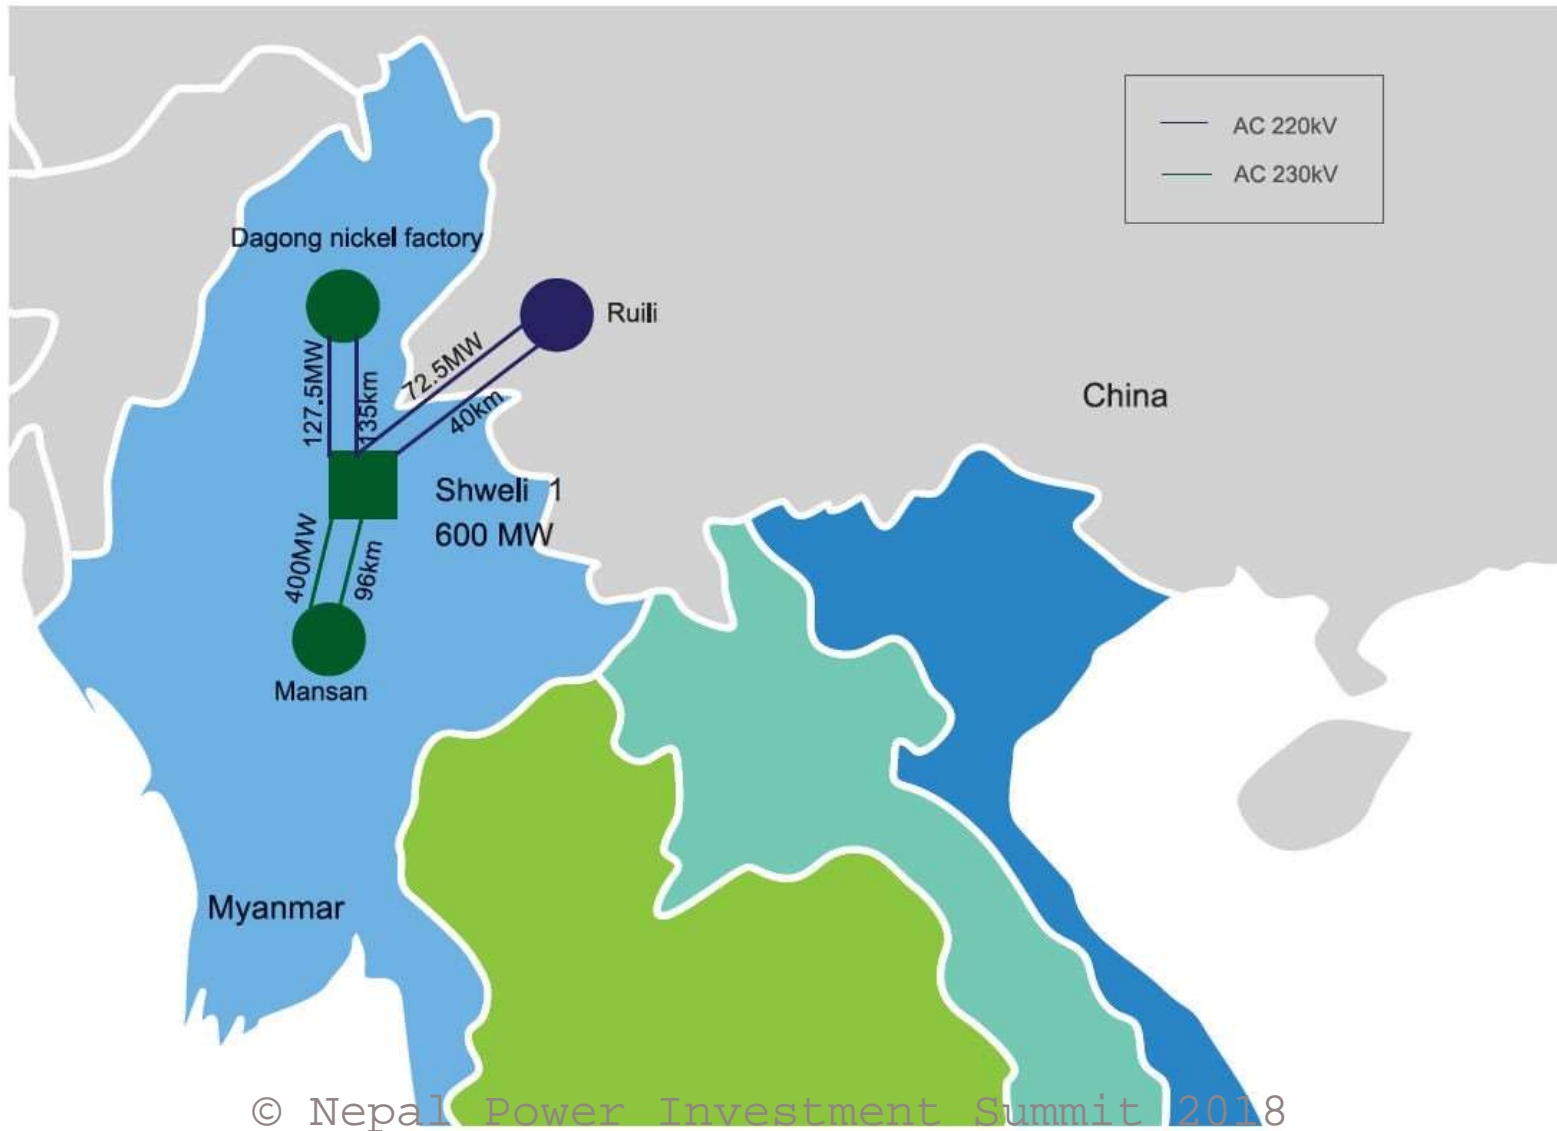 AC 220kV
AC 230kV
Dagong nickel factory
Ruili
127.5MW
135km
72.5MW
40km
China
Shweli 1
600 MW
400MW
96km
Mansan
Myanmar
© Nepal Power Investment Summit 2018